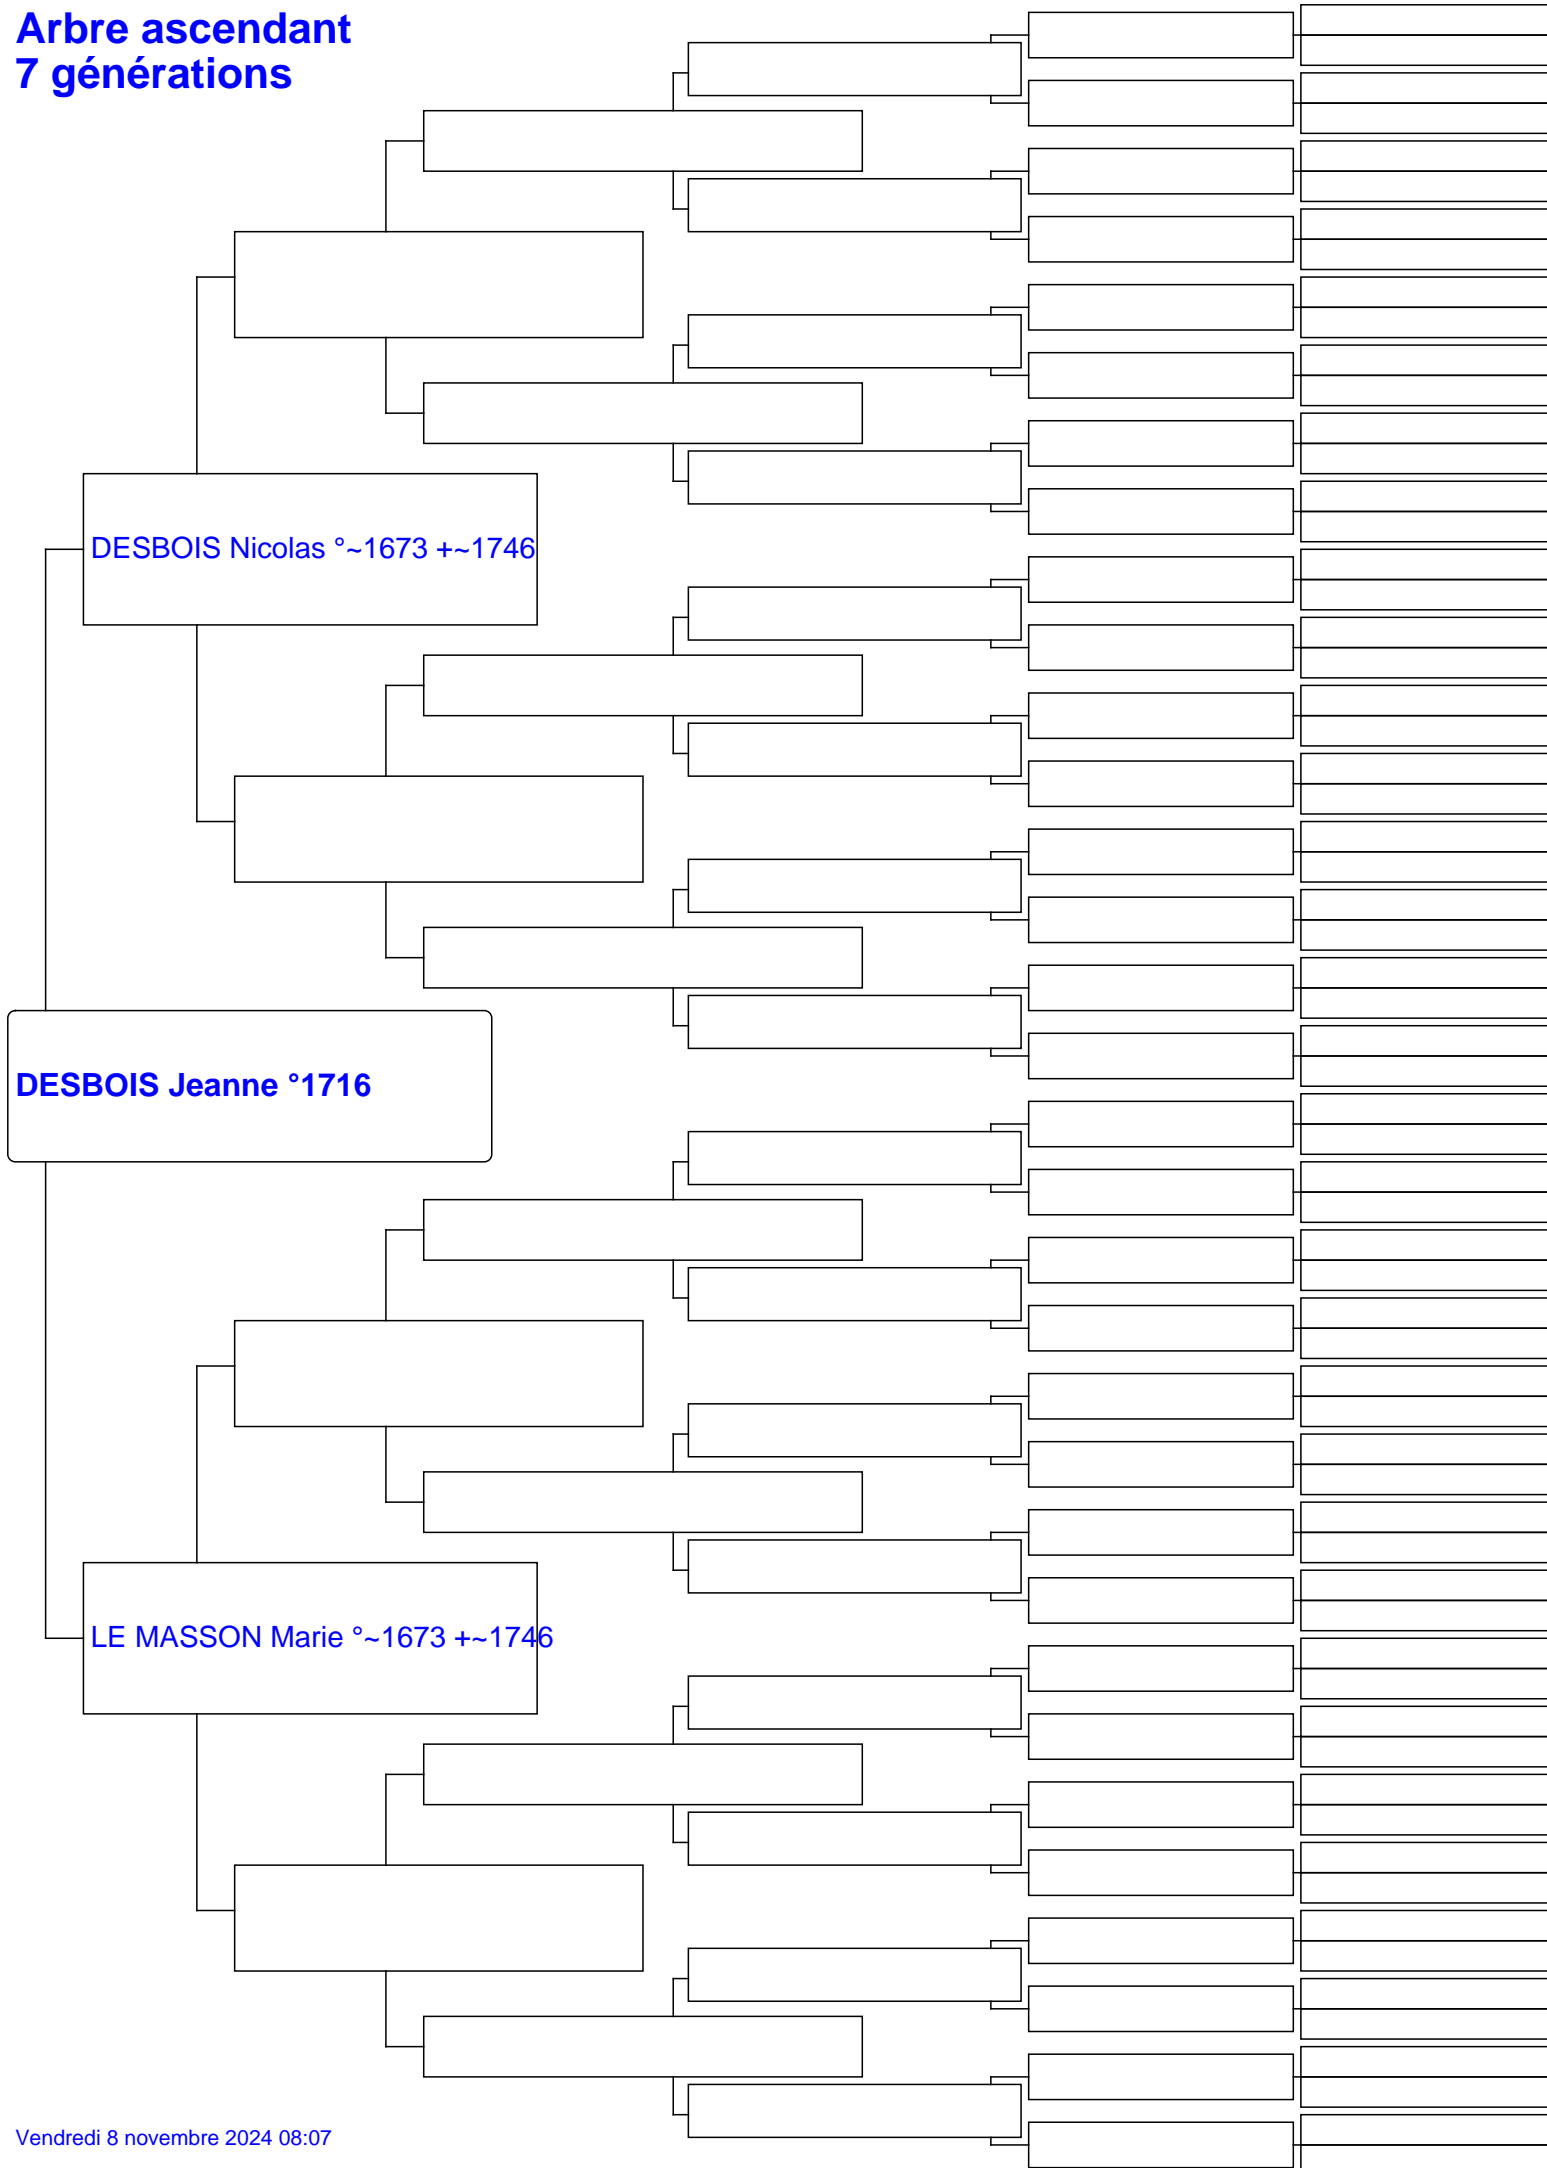 Arbre ascendant
7 générations
DESBOIS Nicolas °~1673 +~1746
DESBOIS Jeanne °1716
LE MASSON Marie °~1673 +~1746
Vendredi 8 novembre 2024 08:07